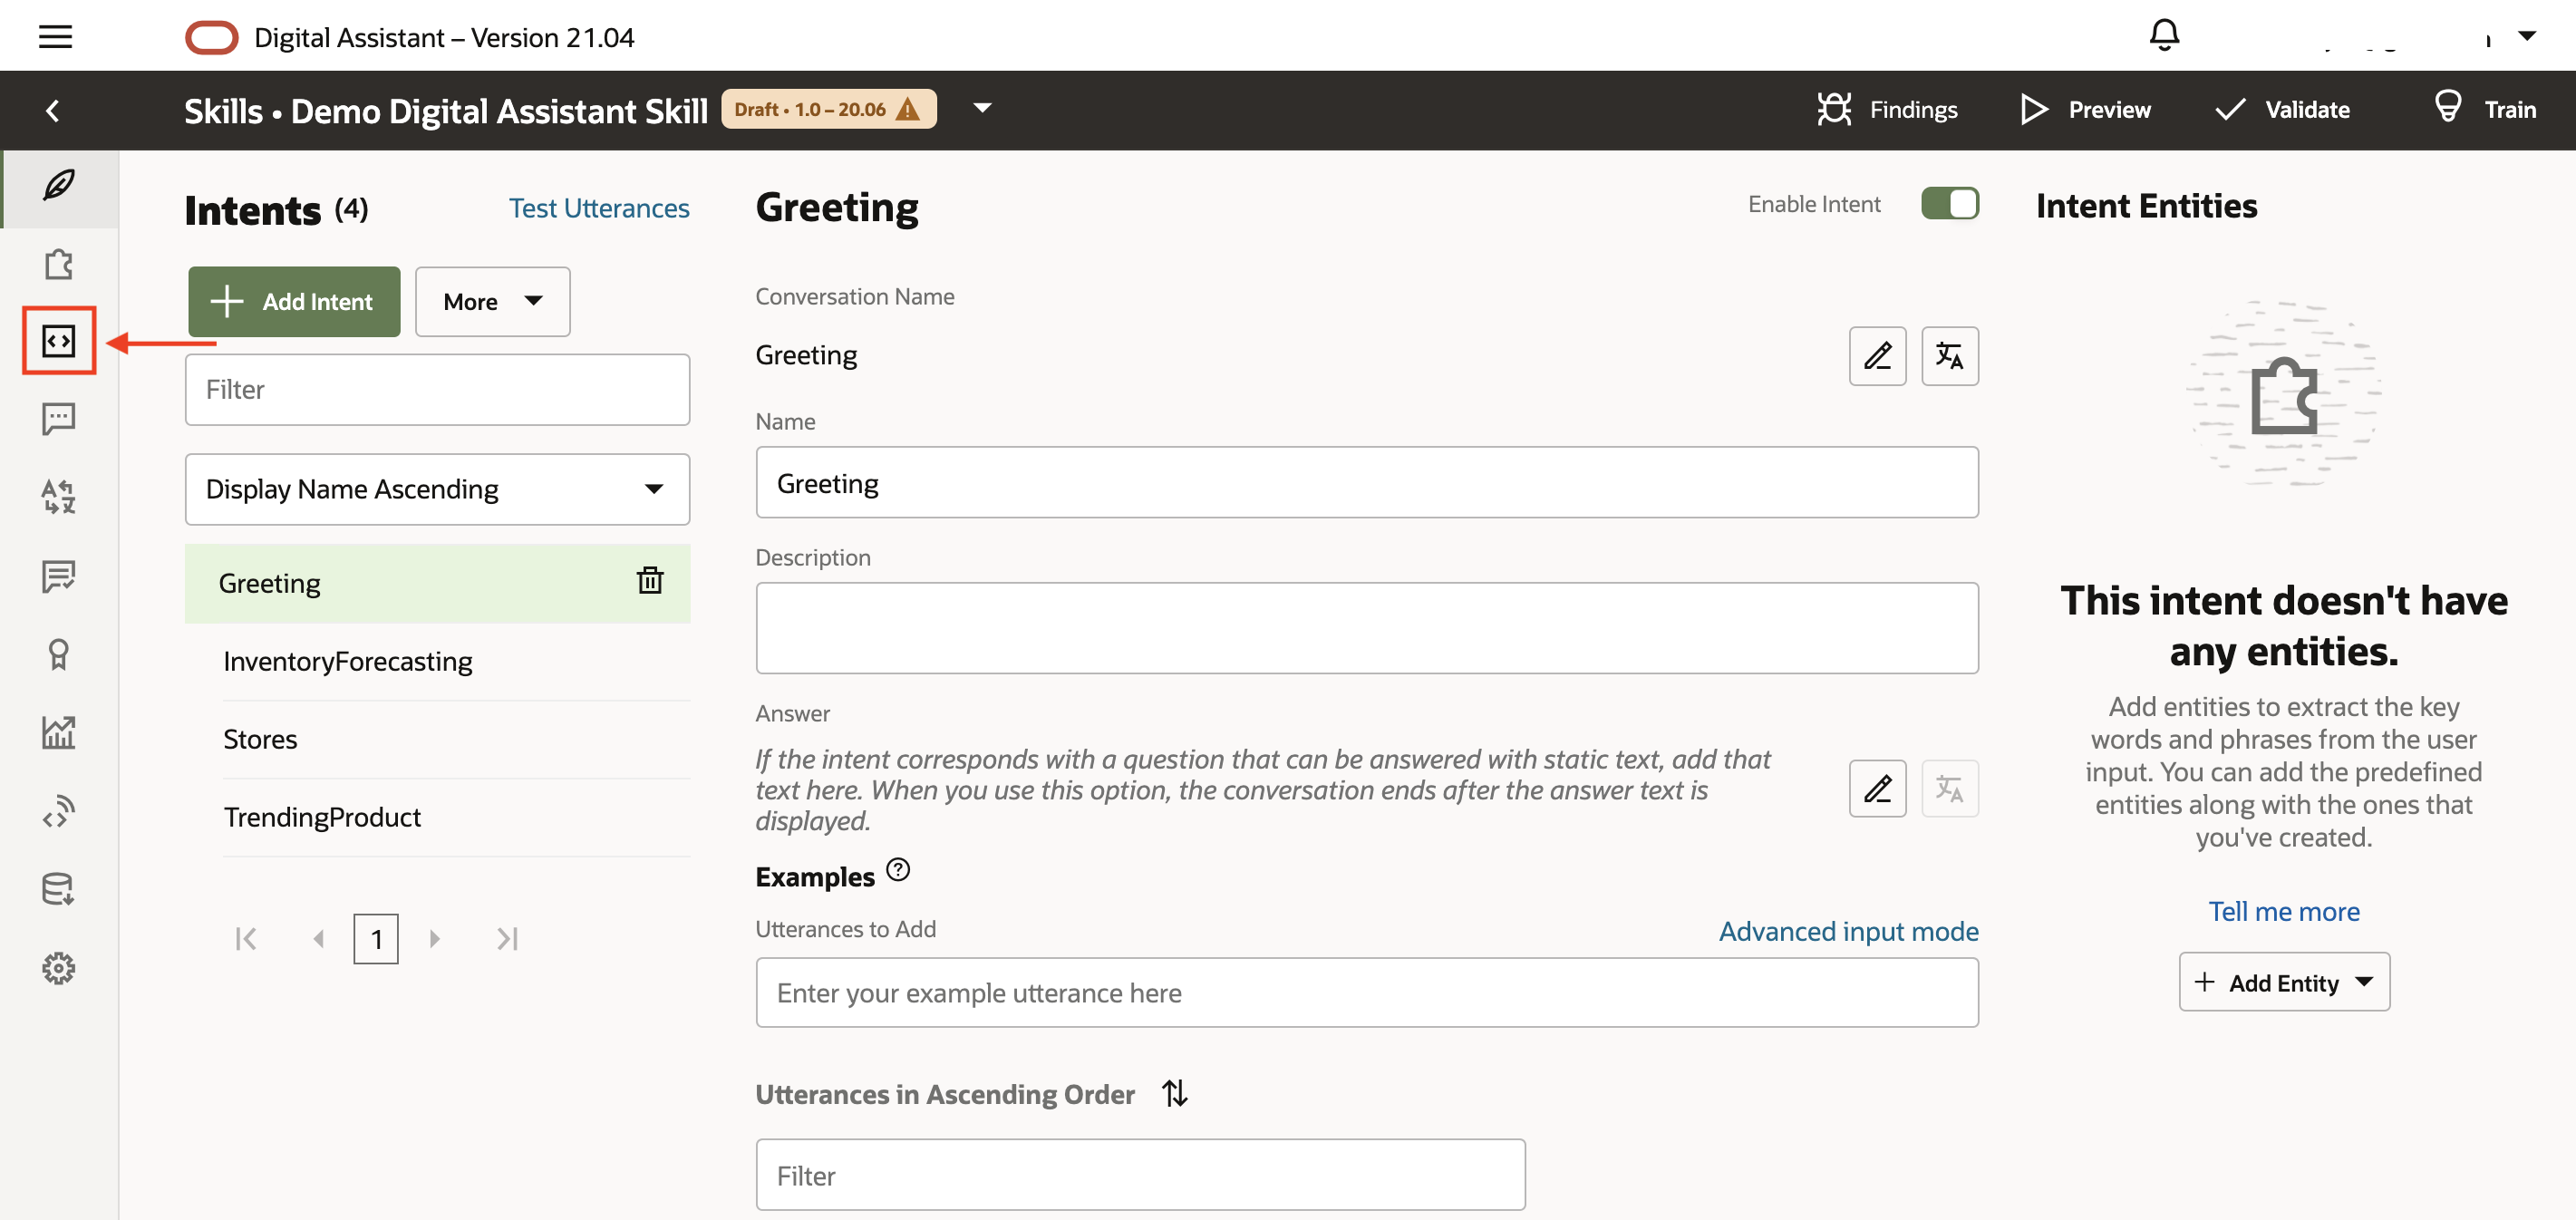 Digital Assistant – Version 21.04
Skills • Demo Digital Assistant Skill
Draft • 1.0 – 20.06
Findings
Preview
Validate
Train
Intents (4)
Test Utterances
Add Intent
More
Filter
Display Name Ascending
Greeting
InventoryForecasting
Stores
TrendingProduct
1
Greeting
Enable Intent
Conversation Name
Greeting
Name
Greeting
Description
Answer
If the intent corresponds with a question that can be answered with static text, add that
text here. When you use this option, the conversation ends after the answer text is
displayed.
Examples
Utterances to Add
Advanced input mode
Enter your example utterance here
Utterances in Ascending Order
Filter
Intent Entities
This intent doesn't have
any entities.
Add entities to extract the key
words and phrases from the user
input. You can add the predefined
entities along with the ones that
you've created.
Tell me more
Add Entity